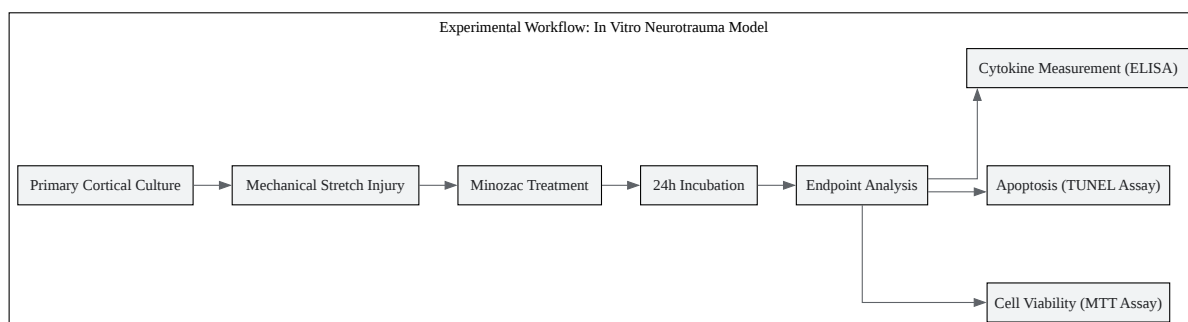 Experimental Workflow: In Vitro Neurotrauma Model
Cytokine Measurement (ELISA)
Primary Cortical Culture
Mechanical Stretch Injury
Minozac Treatment
24h Incubation
Endpoint Analysis
Apoptosis (TUNEL Assay)
Cell Viability (MTT Assay)